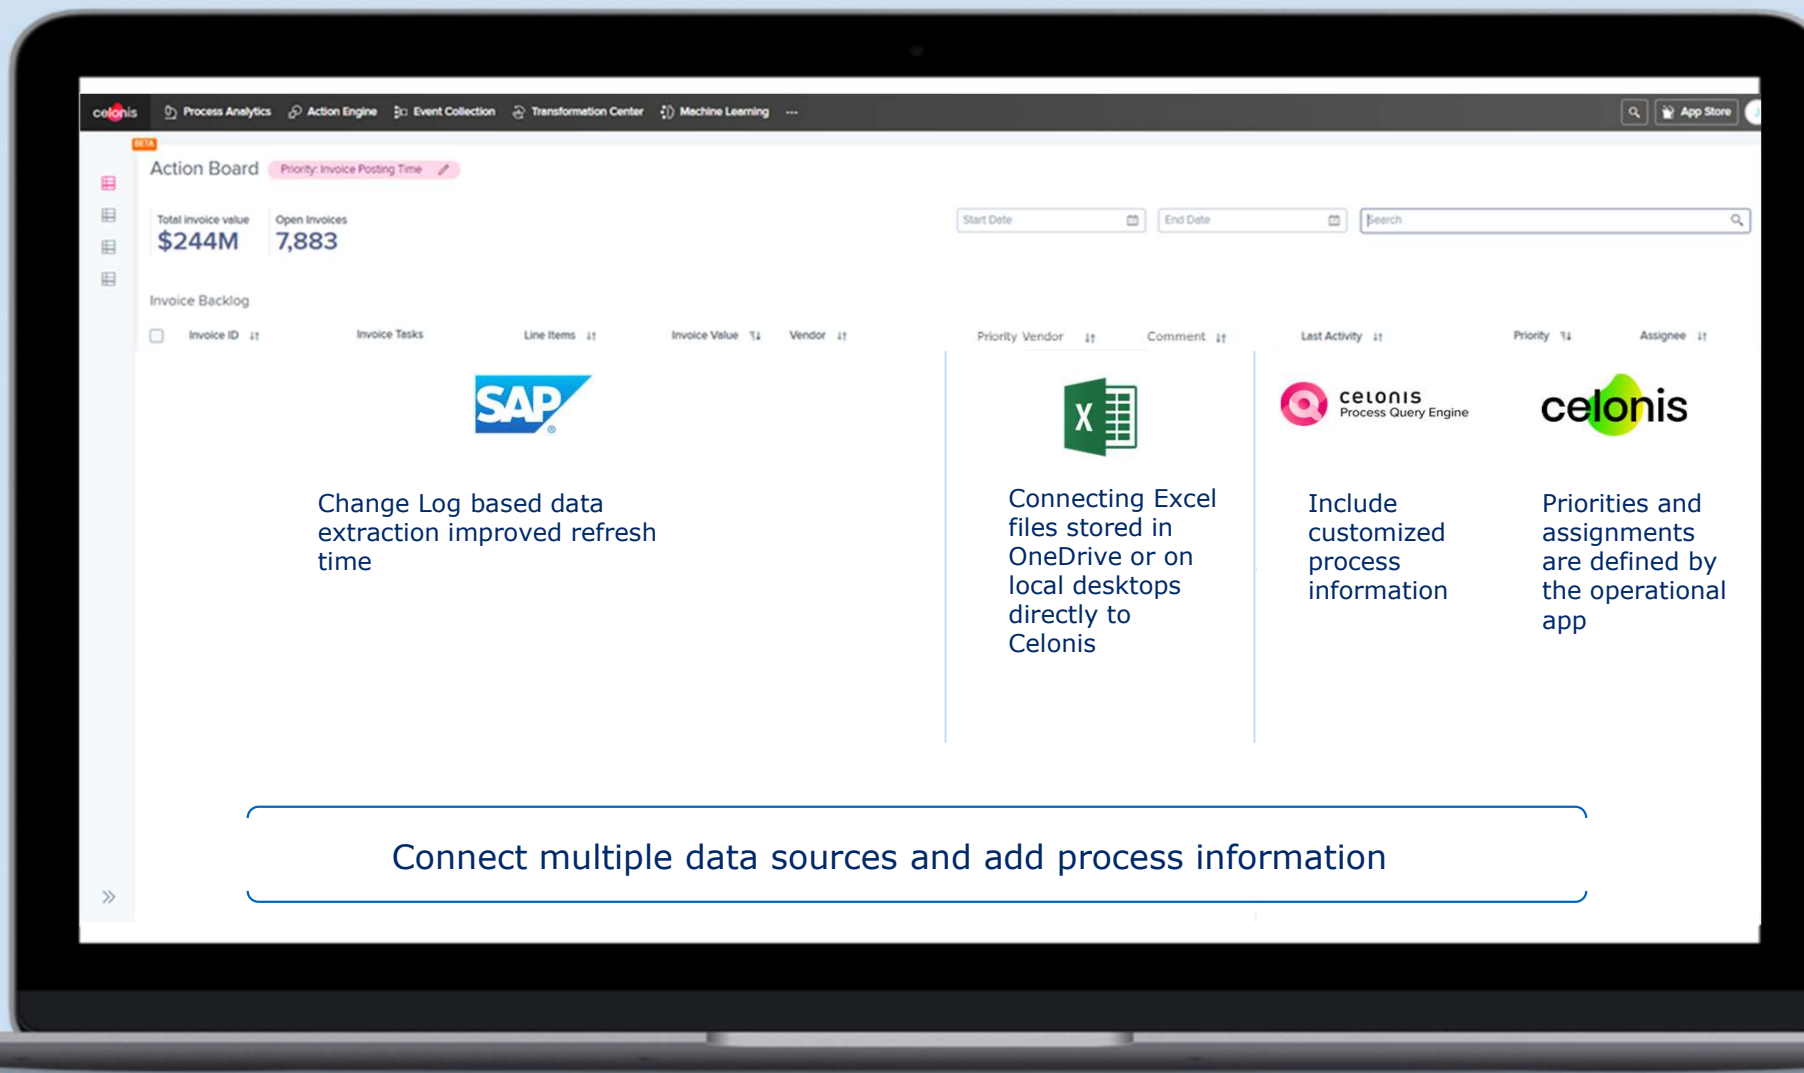 celonis Process Analytics Action Engine Event Collection Transformation Center Machine Learning ... App Store
BETA
Action Board Priority: Invoice Posting Time
Total invoice value Open Invoices
$244M 7,883
Start Date End Date Search
Invoice Backlog
Invoice ID Invoice Tasks Line Items Invoice Value Vendor Priority Vendor Comment Last Activity Priority Assignee
SAP
®
X
celonis
Process Query Engine
celonis
Change Log based data
extraction improved refresh
time
Connecting Excel
files stored in
OneDrive or on
local desktops
directly to
Celonis
Include
customized
process
information
Priorities and
assignments
are defined by
the operational
app
Connect multiple data sources and add process information